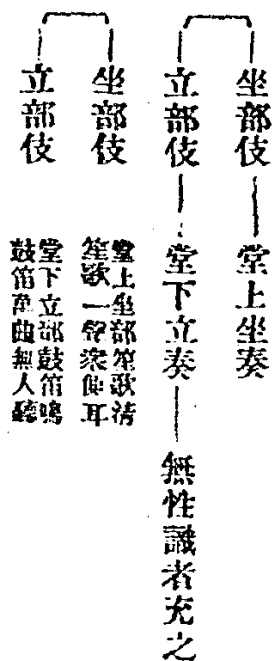 坐部伎——堂上坐奏
立部伎——堂下立奏——無性識者充之
坐部伎
堂上坐部笙歌清
笙歌一聲衆側耳
立部伎
堂下立部鼓笛鳴
鼓笛萬曲無人聽